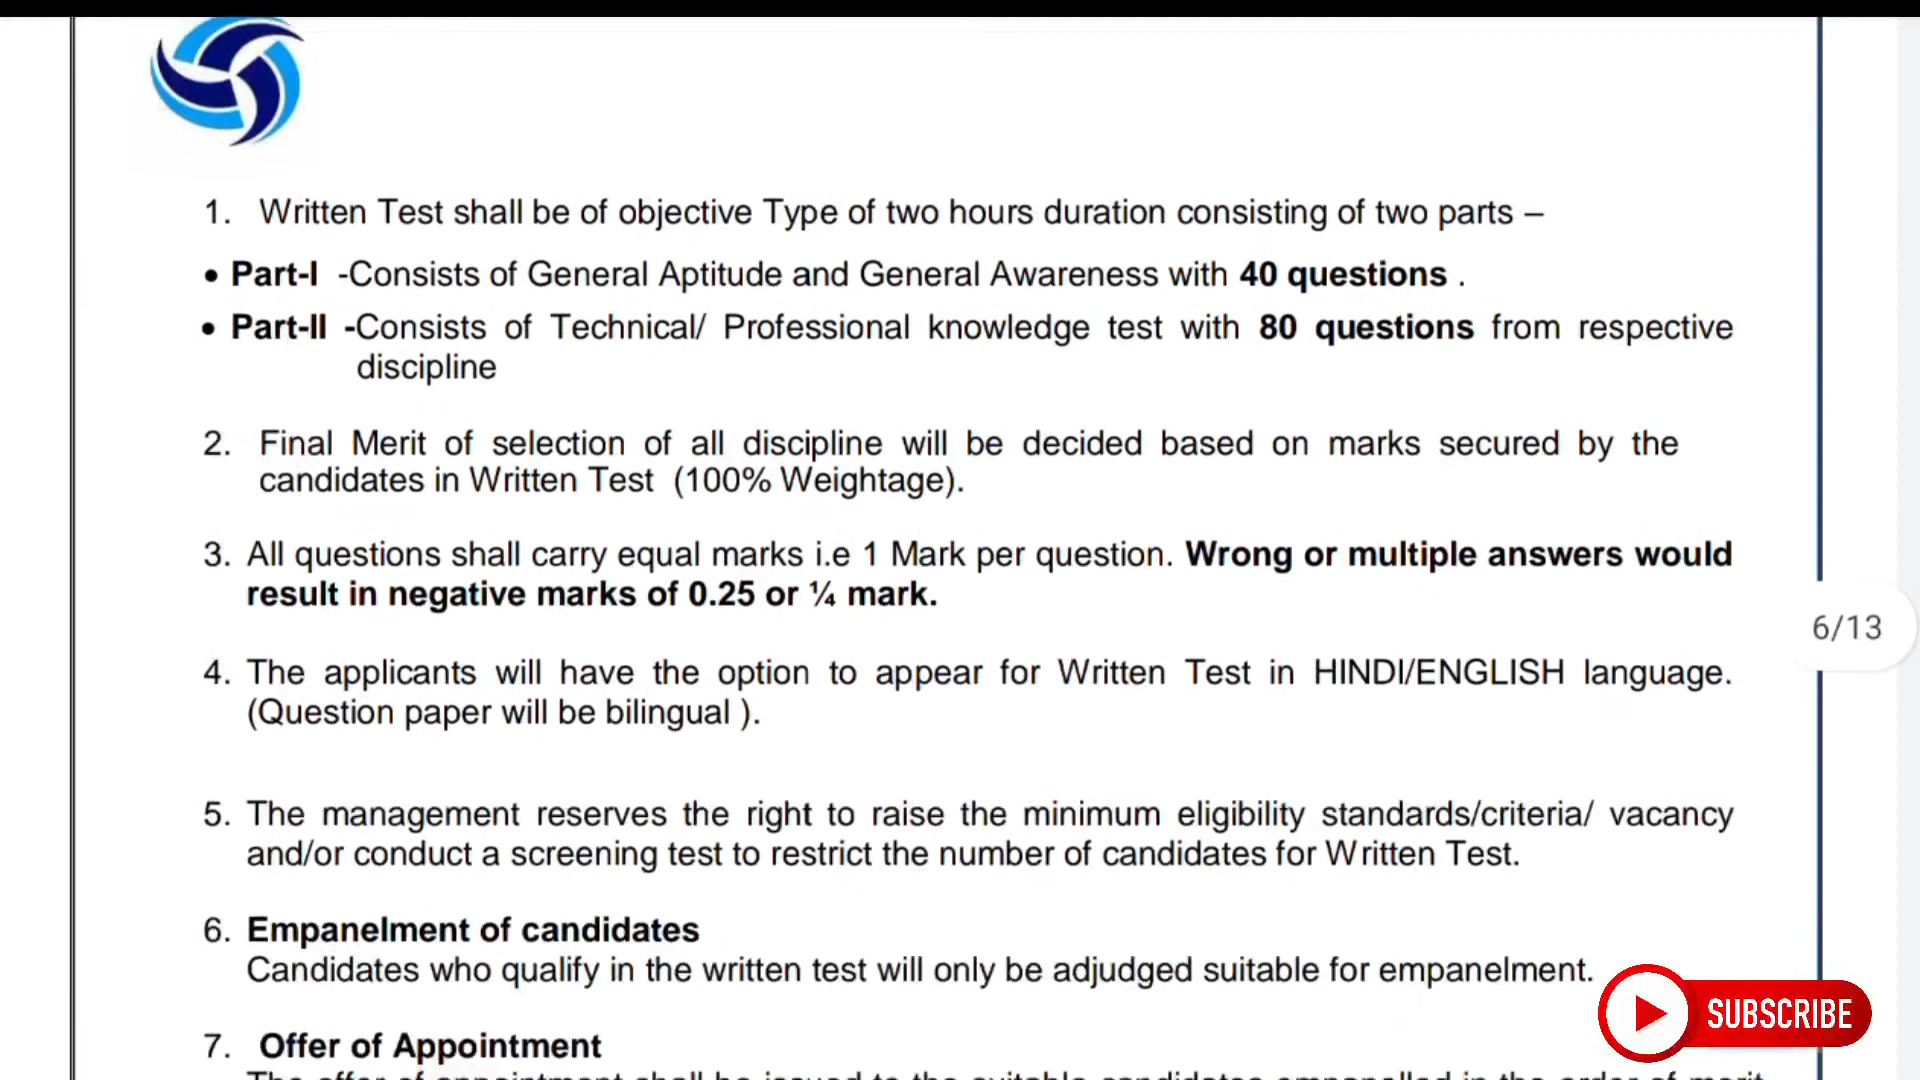 1. Written Test shall be of objective Type of two hours duration consisting of two parts –
• Part-I -Consists of General Aptitude and General Awareness with 40 questions .
• Part-II -Consists of Technical/ Professional knowledge test with 80 questions from respective
discipline
2. Final Merit of selection of all discipline will be decided based on marks secured by the
candidates in Written Test (100% Weightage).
3. All questions shall carry equal marks i.e 1 Mark per question. Wrong or multiple answers would
result in negative marks of 0.25 or ¼ mark.
6/13
4. The applicants will have the option to appear for Written Test in HINDI/ENGLISH language.
(Question paper will be bilingual ).
5. The management reserves the right to raise the minimum eligibility standards/criteria/ vacancy
and/or conduct a screening test to restrict the number of candidates for Written Test.
6. Empanelment of candidates
Candidates who qualify in the written test will only be adjudged suitable for empanelment.
SUBSCRIBE
7. Offer of Appointment